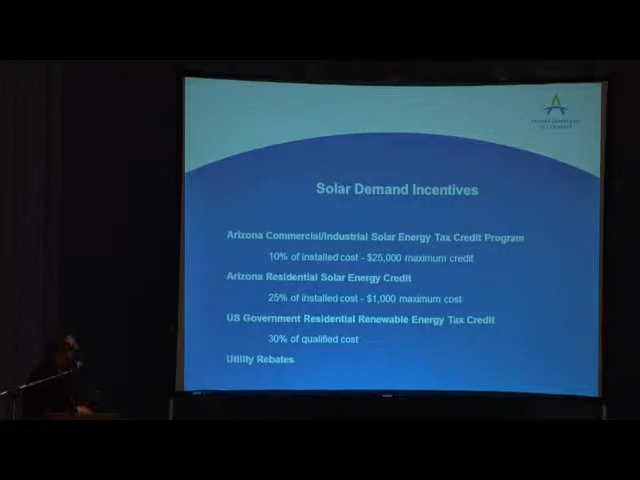 Solar Demand Incentives
Arizona Commercial/Industrial Solar Energy Tax Credit Program
10% of installed cost - $25,000 maximum credit
Arizona Residential Solar Energy Credit
25% of installed cost - $1,000 maximum cost
US Government Residential Renewable Energy Tax Credit
30% of qualified cost
Utility Rebates